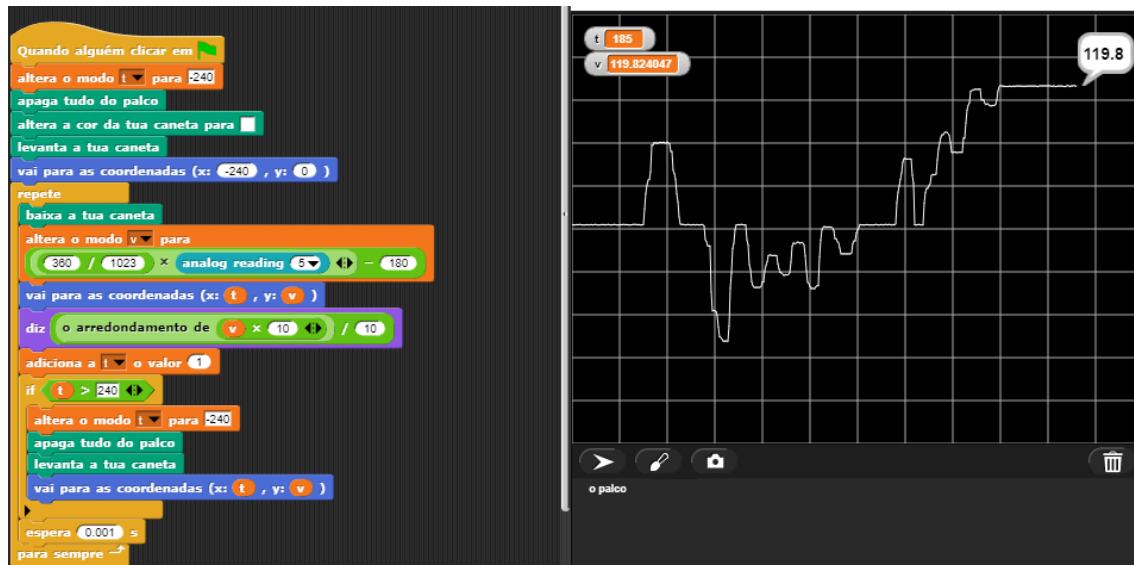 Quando alguém clicar em
altera o modo t para -240
apaga tudo do palco
altera a cor da tua caneta para
levanta a tua caneta
vai para as coordenadas (x: -240 , y: 0 )
repete
baixa a tua caneta
altera o modo v para
360 / 1023 × analog reading 5 - 180
vai para as coordenadas (x: t , y: v )
diz o arredondamento de v × 10 / 10
adiciona a t o valor 1
if t > 240
altera o modo t para -240
apaga tudo do palco
levanta a tua caneta
vai para as coordenadas (x: t , y: v )
espera 0.001 s
para sempre
t 185
v 119.824047
119.8
o palco